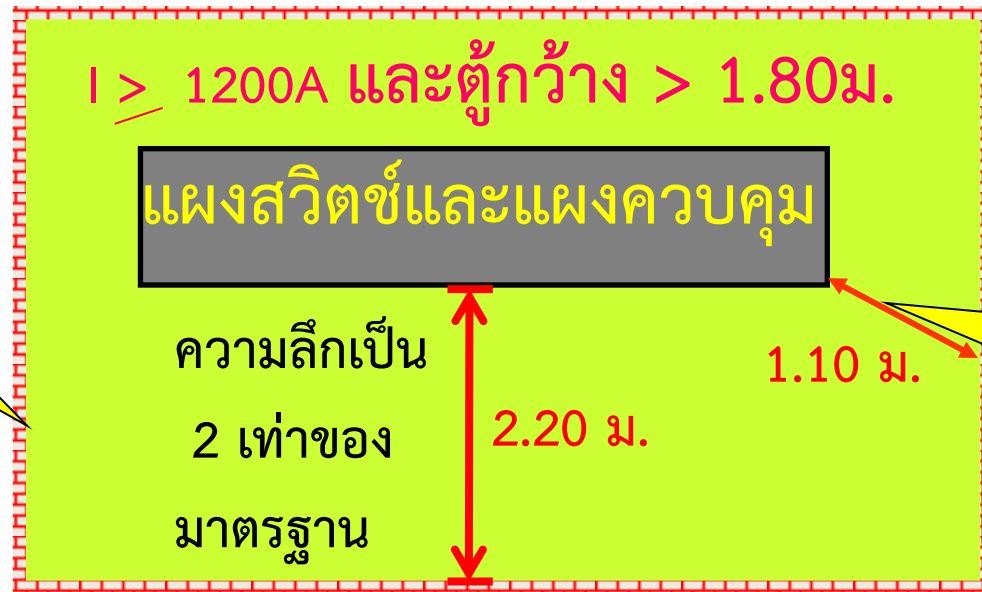 I ≥ 1200A และตู้กว้าง > 1.80ม.
แผงสวิตช์และแผงควบคุม
ความลึกเป็น
2 เท่าของ
มาตรฐาน
2.20 ม.
1.10 ม.